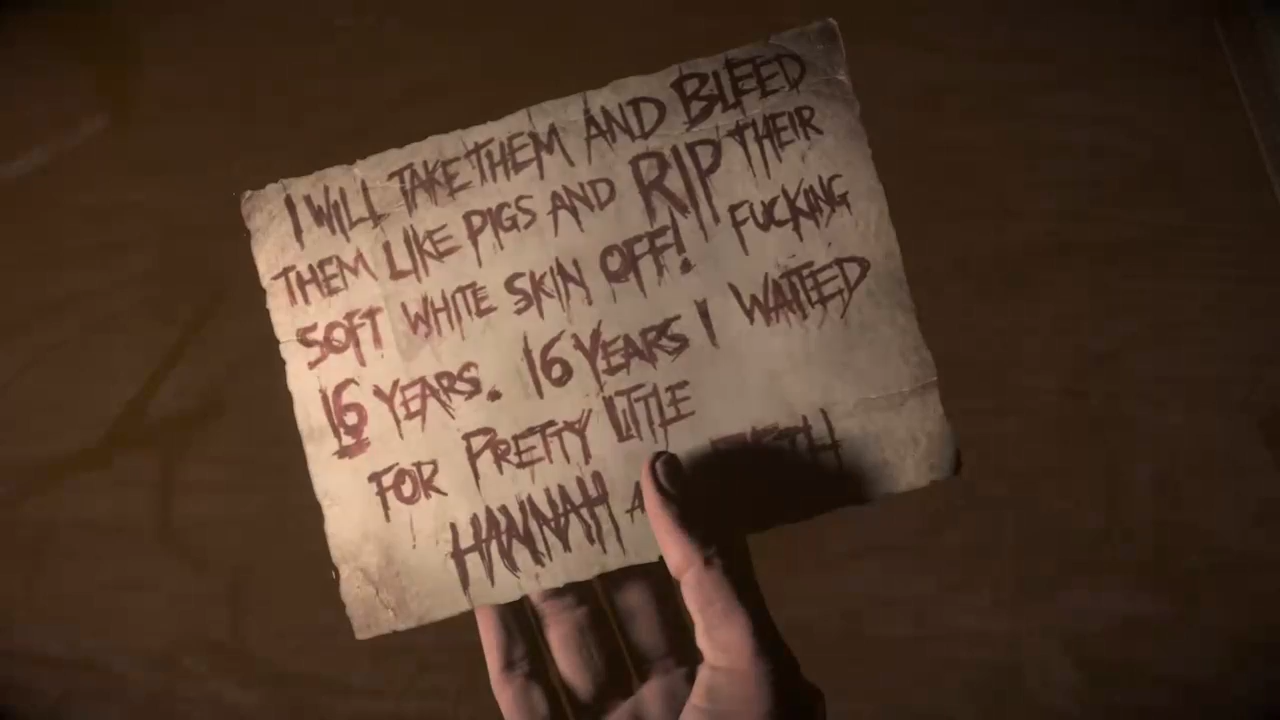 I WILL TAKE THEM AND BLEED
THEM LIKE PIGS AND RIP THEIR
SOFT WHITE SKIN OFF! FUCKING
16 YEARS. 16 YEARS I WAITED
FOR PRETTY LITTLE
HANNAH